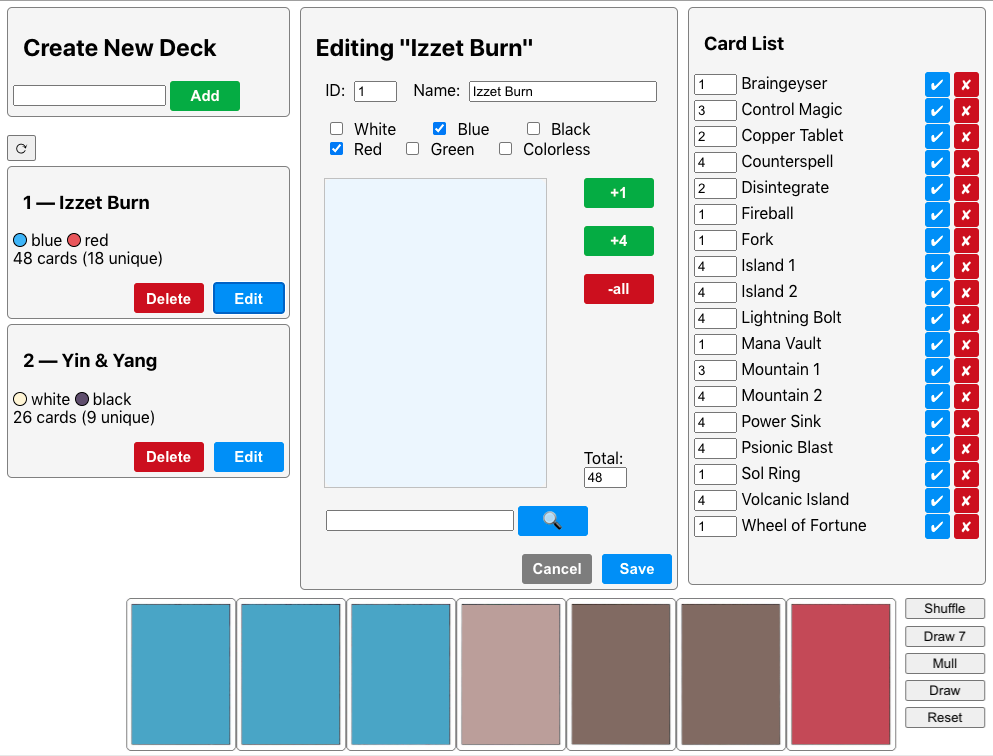 Create New Deck
Add
⟳
1 — Izzet Burn
blue red
48 cards (18 unique)
Delete Edit
2 — Yin & Yang
white black
26 cards (9 unique)
Delete Edit
Editing "Izzet Burn"
ID: 1 Name: Izzet Burn
White Blue Black
Red Green Colorless
+1
+4
-all
Total:
48
Cancel Save
Card List
1 Braingeyser ✔ ✘
3 Control Magic ✔ ✘
2 Copper Tablet ✔ ✘
4 Counterspell ✔ ✘
2 Disintegrate ✔ ✘
1 Fireball ✔ ✘
1 Fork ✔ ✘
4 Island 1 ✔ ✘
4 Island 2 ✔ ✘
4 Lightning Bolt ✔ ✘
1 Mana Vault ✔ ✘
3 Mountain 1 ✔ ✘
4 Mountain 2 ✔ ✘
4 Power Sink ✔ ✘
4 Psionic Blast ✔ ✘
1 Sol Ring ✔ ✘
4 Volcanic Island ✔ ✘
1 Wheel of Fortune ✔ ✘
Shuffle
Draw 7
Mull
Draw
Reset